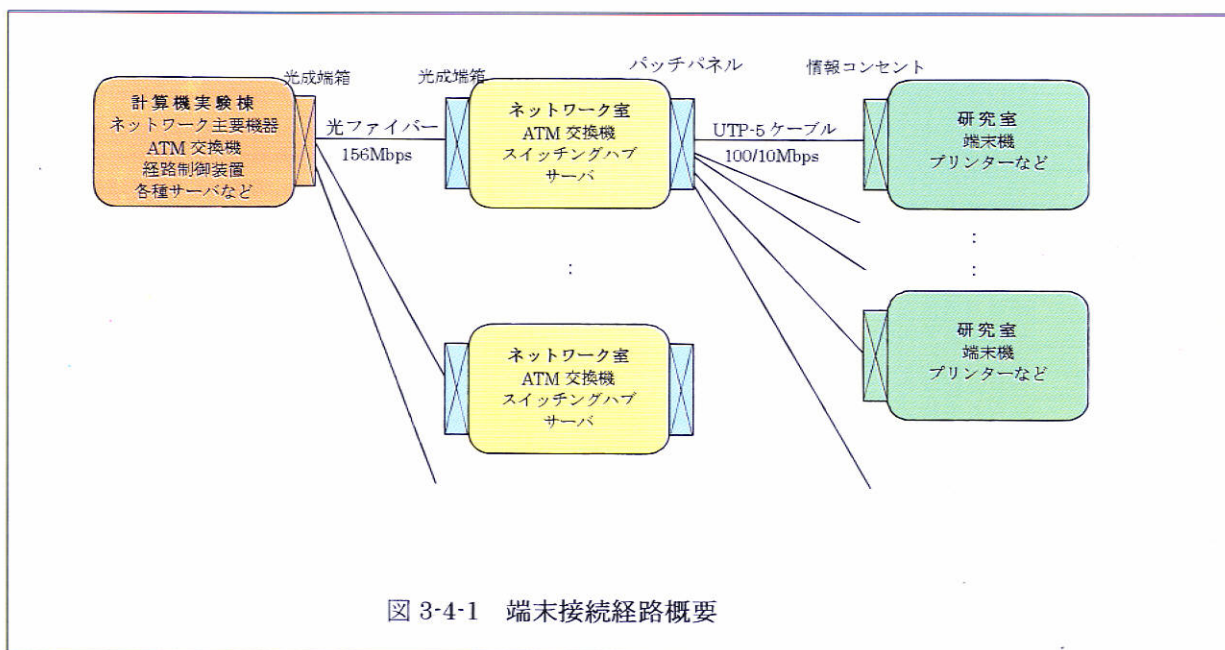 光成端箱
計算機実験棟
ネットワーク主要機器
ATM 交換機
経路制御装置
各種サーバなど
光ファイバー
156Mbps
光成端箱
ネットワーク室
ATM 交換機
スイッチングハブ
サーバ
パッチパネル
UTP-5 ケーブル
100/10Mbps
情報コンセント
研究室
端末機
プリンターなど
:
:
:
ネットワーク室
ATM 交換機
スイッチングハブ
サーバ
研究室
端末機
プリンターなど
図 3-4-1 端末接続経路概要